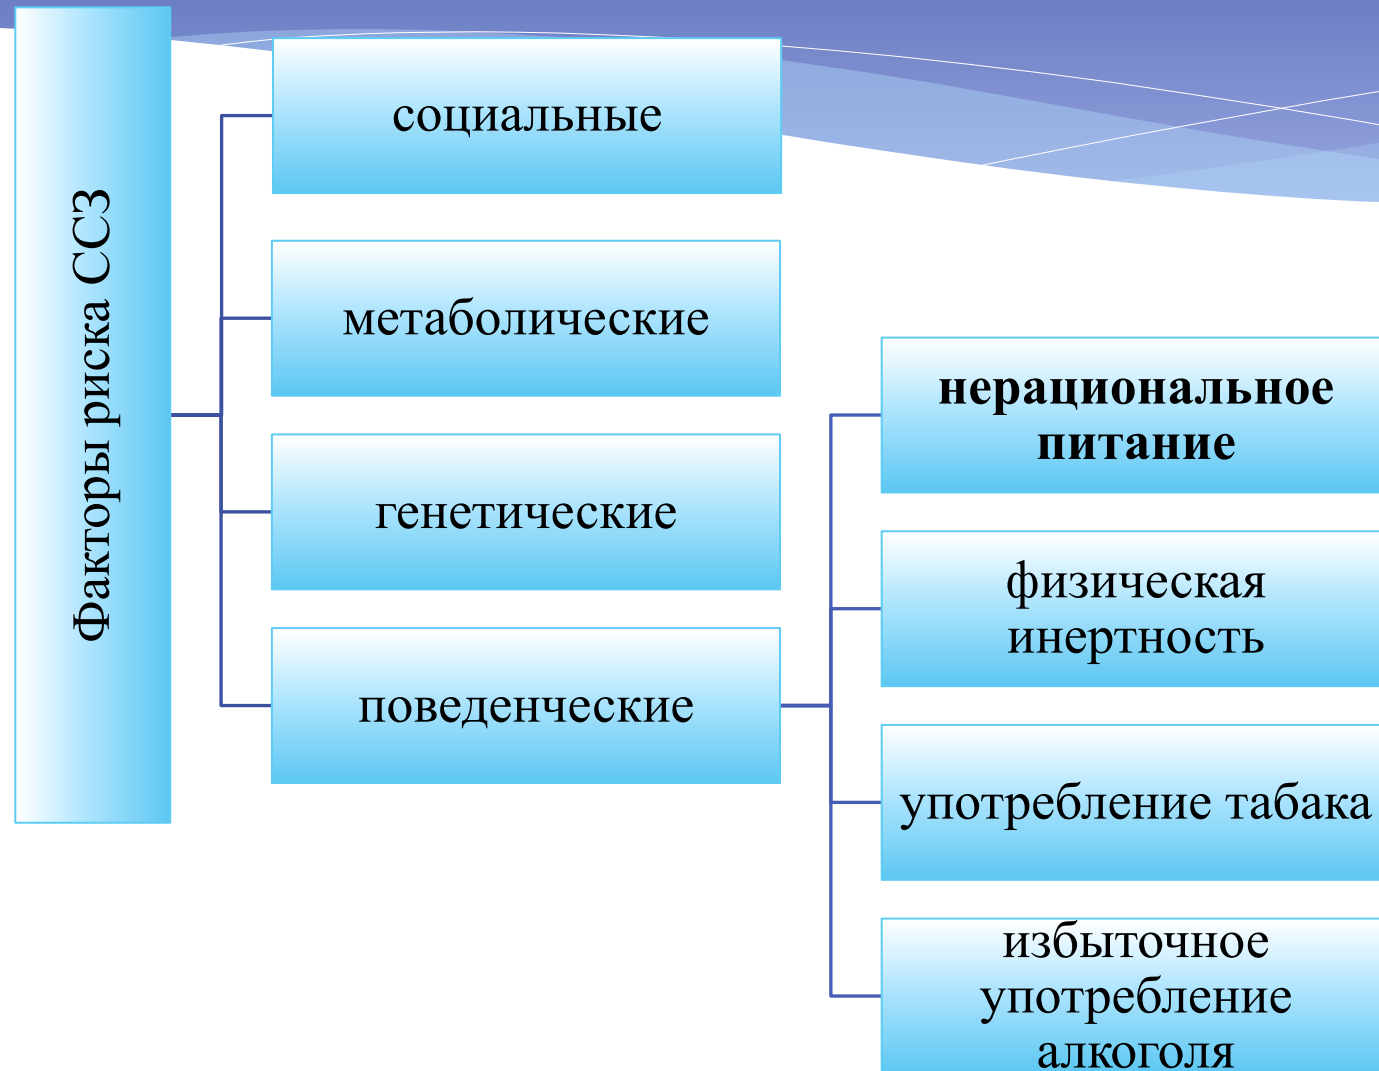 Факторы риска ССЗ
социальные
метаболические
генетические
поведенческие
нерациональное
питание
физическая
инертность
употребление табака
избыточное
употребление
алкоголя